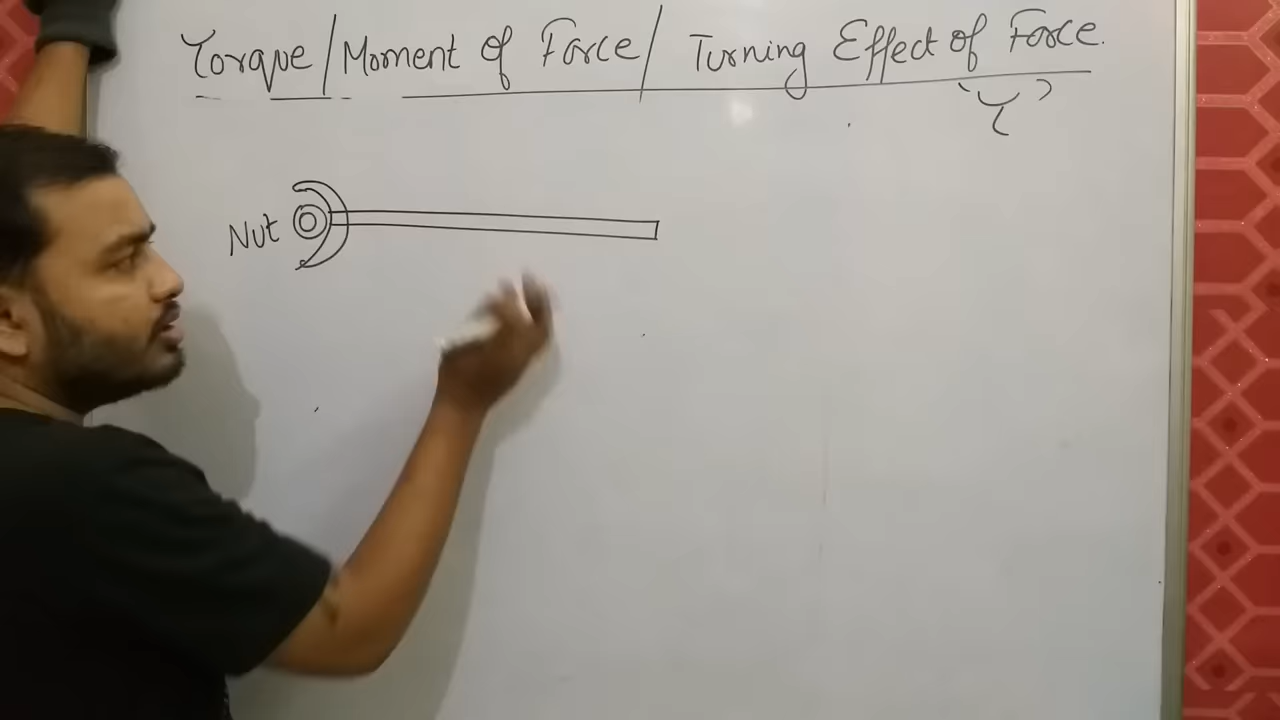 Torque / Moment of Force / Turning Effect of Force.
'τ'
Nut